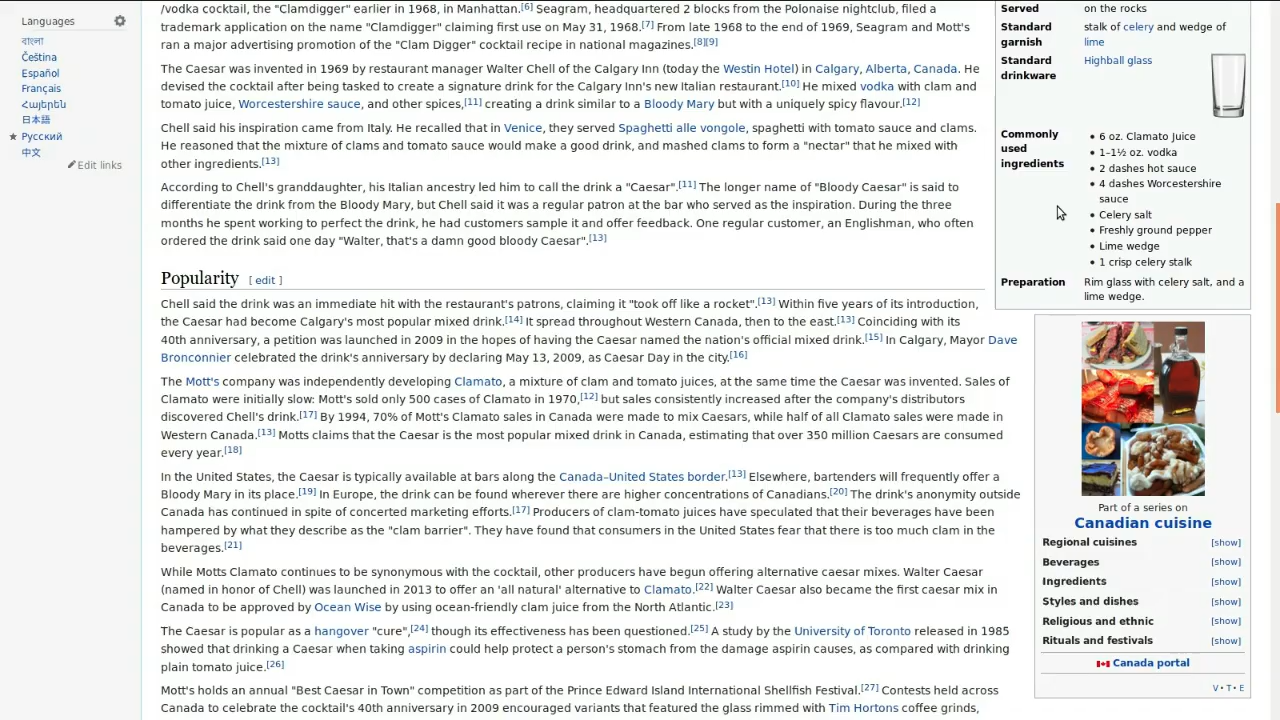 Languages
বাংলা
Čeština
Español
Français
Հայերեն
日本語
Русский
中文
Edit links
/vodka cocktail, the "Clamdigger" earlier in 1968, in Manhattan.[6] Seagram, headquartered 2 blocks from the Polonaise nightclub, filed a
trademark application on the name "Clamdigger" claiming first use on May 31, 1968.[7] From late 1968 to the end of 1969, Seagram and Mott's
ran a major advertising promotion of the "Clam Digger" cocktail recipe in national magazines.[8][9]
The Caesar was invented in 1969 by restaurant manager Walter Chell of the Calgary Inn (today the Westin Hotel) in Calgary, Alberta, Canada. He
devised the cocktail after being tasked to create a signature drink for the Calgary Inn's new Italian restaurant.[10] He mixed vodka with clam and
tomato juice, Worcestershire sauce, and other spices,[11] creating a drink similar to a Bloody Mary but with a uniquely spicy flavour.[12]
Chell said his inspiration came from Italy. He recalled that in Venice, they served Spaghetti alle vongole, spaghetti with tomato sauce and clams.
He reasoned that the mixture of clams and tomato sauce would make a good drink, and mashed clams to form a "nectar" that he mixed with
other ingredients.[13]
According to Chell's granddaughter, his Italian ancestry led him to call the drink a "Caesar".[11] The longer name of "Bloody Caesar" is said to
differentiate the drink from the Bloody Mary, but Chell said it was a regular patron at the bar who served as the inspiration. During the three
months he spent working to perfect the drink, he had customers sample it and offer feedback. One regular customer, an Englishman, who often
ordered the drink said one day "Walter, that's a damn good bloody Caesar".[13]
Popularity [ edit ]
Chell said the drink was an immediate hit with the restaurant's patrons, claiming it "took off like a rocket".[13] Within five years of its introduction,
the Caesar had become Calgary's most popular mixed drink.[14] It spread throughout Western Canada, then to the east.[13] Coinciding with its
40th anniversary, a petition was launched in 2009 in the hopes of having the Caesar named the nation's official mixed drink.[15] In Calgary, Mayor Dave
Bronconnier celebrated the drink's anniversary by declaring May 13, 2009, as Caesar Day in the city.[16]
The Mott's company was independently developing Clamato, a mixture of clam and tomato juices, at the same time the Caesar was invented. Sales of
Clamato were initially slow: Mott's sold only 500 cases of Clamato in 1970,[12] but sales consistently increased after the company's distributors
discovered Chell's drink.[17] By 1994, 70% of Mott's Clamato sales in Canada were made to mix Caesars, while half of all Clamato sales were made in
Western Canada.[13] Motts claims that the Caesar is the most popular mixed drink in Canada, estimating that over 350 million Caesars are consumed
every year.[18]
In the United States, the Caesar is typically available at bars along the Canada–United States border.[13] Elsewhere, bartenders will frequently offer a
Bloody Mary in its place.[19] In Europe, the drink can be found wherever there are higher concentrations of Canadians.[20] The drink's anonymity outside
Canada has continued in spite of concerted marketing efforts.[17] Producers of clam-tomato juices have speculated that their beverages have been
hampered by what they describe as the "clam barrier". They have found that consumers in the United States fear that there is too much clam in the
beverages.[21]
While Motts Clamato continues to be synonymous with the cocktail, other producers have begun offering alternative caesar mixes. Walter Caesar
(named in honor of Chell) was launched in 2013 to offer an 'all natural' alternative to Clamato.[22] Walter Caesar also became the first caesar mix in
Canada to be approved by Ocean Wise by using ocean-friendly clam juice from the North Atlantic.[23]
The Caesar is popular as a hangover "cure",[24] though its effectiveness has been questioned.[25] A study by the University of Toronto released in 1985
showed that drinking a Caesar when taking aspirin could help protect a person's stomach from the damage aspirin causes, as compared with drinking
plain tomato juice.[26]
Mott's holds an annual "Best Caesar in Town" competition as part of the Prince Edward Island International Shellfish Festival.[27] Contests held across
Canada to celebrate the cocktail's 40th anniversary in 2009 encouraged variants that featured the glass rimmed with Tim Hortons coffee grinds,
Served on the rocks
Standard garnish stalk of celery and wedge of lime
Standard drinkware Highball glass
Commonly used ingredients
• 6 oz. Clamato Juice
• 1–1½ oz. vodka
• 2 dashes hot sauce
• 4 dashes Worcestershire
sauce
• Celery salt
• Freshly ground pepper
• Lime wedge
• 1 crisp celery stalk
Preparation Rim glass with celery salt, and a
lime wedge.
Part of a series on
Canadian cuisine
Regional cuisines [show]
Beverages [show]
Ingredients [show]
Styles and dishes [show]
Religious and ethnic [show]
Rituals and festivals [show]
Canada portal
V • T • E